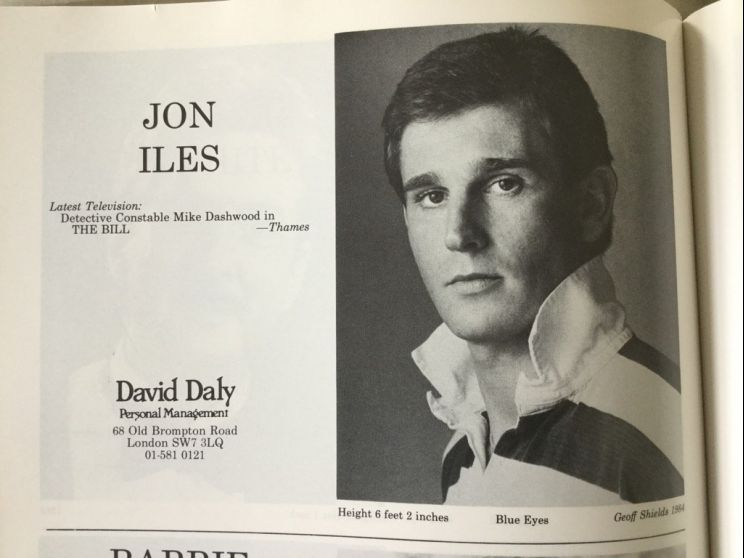 JON
ILES
Latest Television:
Detective Constable Mike Dashwood in
THE BILL —Thames
David Daly
Personal Management
68 Old Brompton Road
London SW7 3LQ
01-581 0121
Height 6 feet 2 inches Blue Eyes Geoff Shields 1984